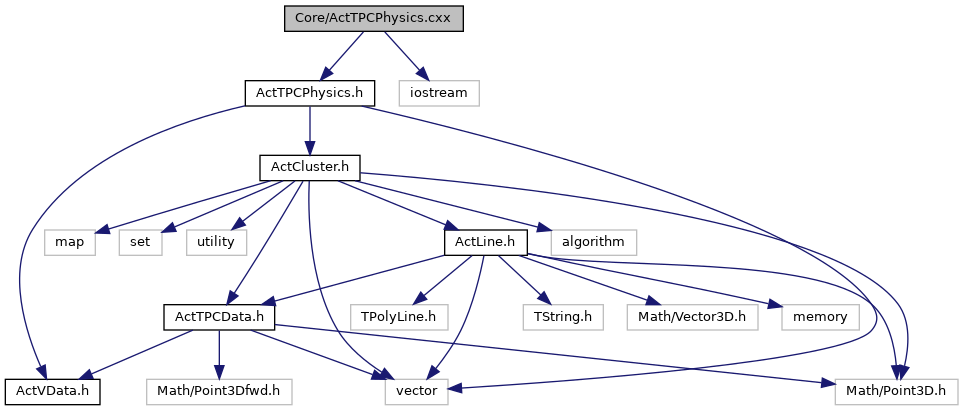 Core/ActTPCPhysics.cxx
ActTPCPhysics.h
iostream
ActCluster.h
map
set
utility
ActLine.h
algorithm
ActTPCData.h
TPolyLine.h
TString.h
Math/Vector3D.h
memory
ActVData.h
Math/Point3Dfwd.h
vector
Math/Point3D.h